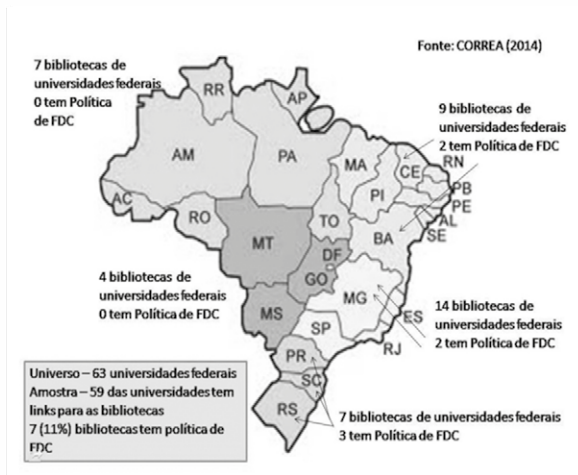 Fonte: CORREA (2014)
7 bibliotecas de
universidades federais
0 tem Política
de FDC
9 bibliotecas de
universidades federais
2 tem Política de FDC
RR
AP
AM
PA
MA
CE
RN
PB
PE
AL
SE
PI
AC
RO
TO
BA
MT
DF
GO
MG
ES
MS
SP
RJ
PR
SC
RS
4 bibliotecas de
universidades federais
0 tem Política de FDC
14 bibliotecas de
universidades federais
2 tem Política de FDC
Universo – 63 universidades federais
Amostra – 59 das universidades tem
links para as bibliotecas
7 (11%) bibliotecas tem política de
FDC
7 bibliotecas de universidades federais
3 tem Política de FDC